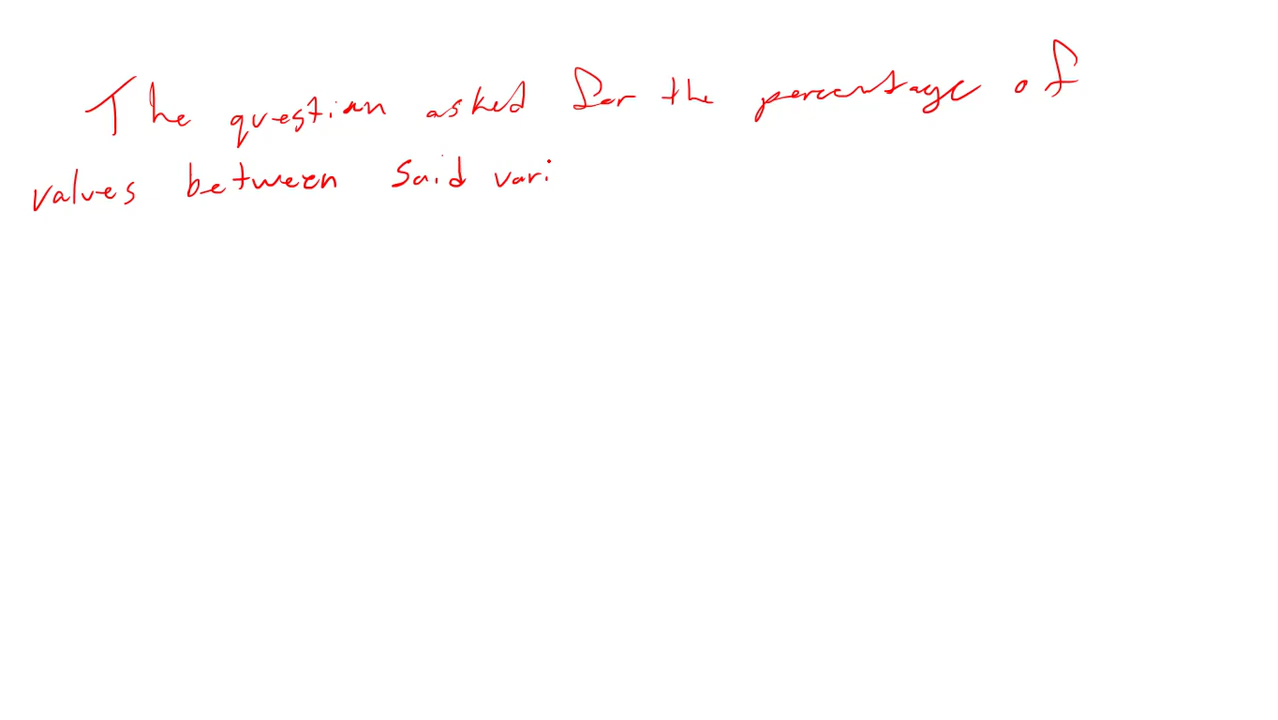 The question asked for the percentage of
values between said vari